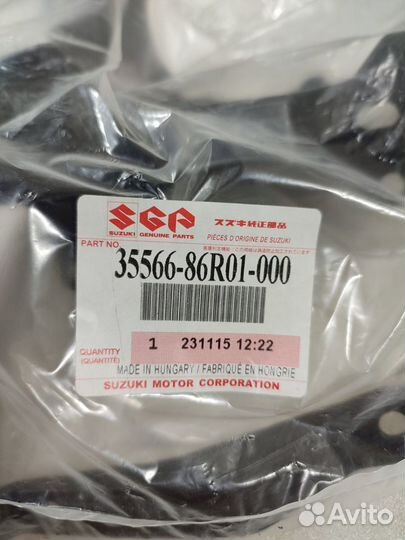 SGP スズキ純正部品
SUZUKI GENUINE PARTS PIÈCES D'ORIGINE DE SUZUKI
PART NO.
35566-86R01-000
QUANTITY
(QUANTITÉ)
1 231115 12:22
MADE IN HUNGARY / FABRIQUÉ EN HONGRIE
SUZUKI MOTOR CORPORATION
Avito